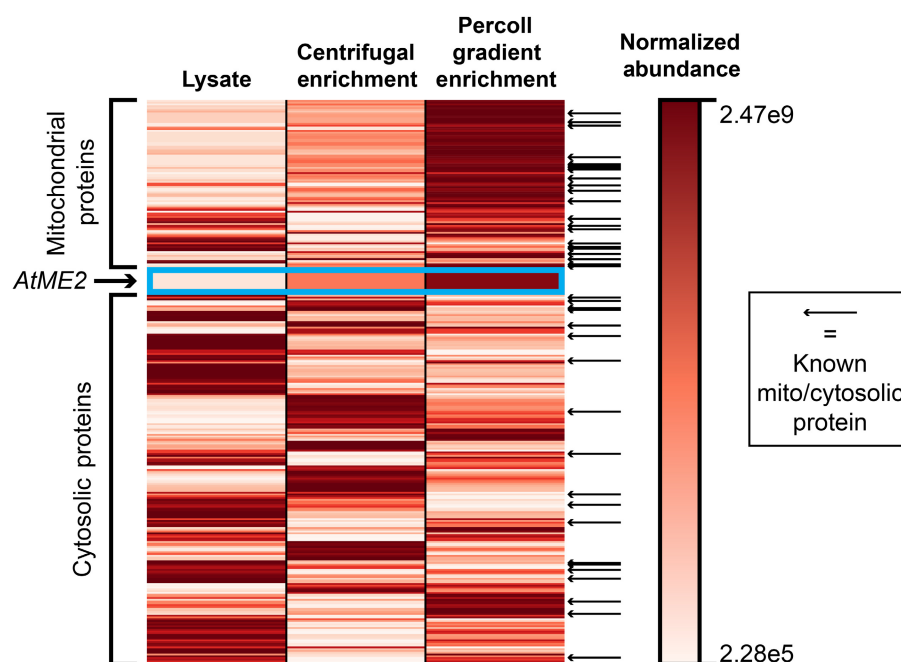 Lysate
Centrifugal
enrichment
Percoll
gradient
enrichment
Normalized
abundance
2.47e9
Mitochondrial
proteins
AtME2
=
Known
mito/cytosolic
protein
Cytosolic proteins
2.28e5